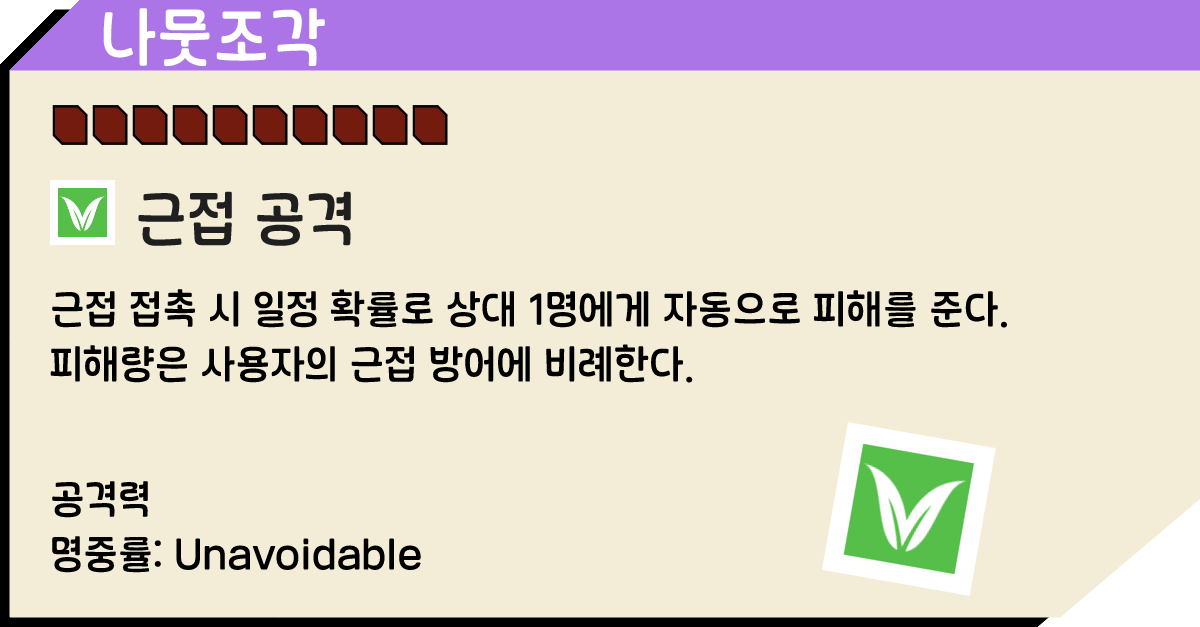 나뭇조각
근접 공격
근접 접촉 시 일정 확률로 상대 1명에게 자동으로 피해를 준다.
피해량은 사용자의 근접 방어에 비례한다.
공격력
명중률: Unavoidable